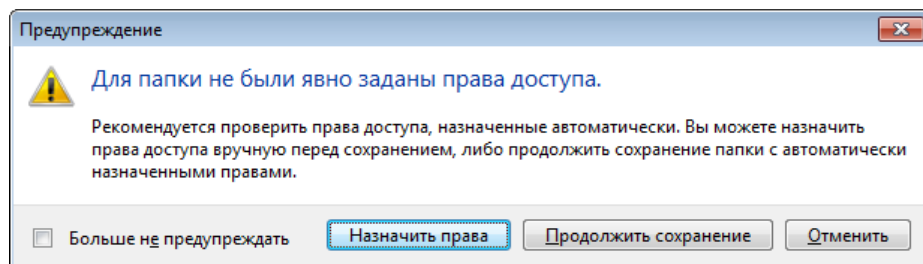 Предупреждение
Для папки не были явно заданы права доступа.
Рекомендуется проверить права доступа, назначенные автоматически. Вы можете назначить
права доступа вручную перед сохранением, либо продолжить сохранение папки с автоматически
назначенными правами.
Больше не предупреждать Назначить права Продолжить сохранение Отменить